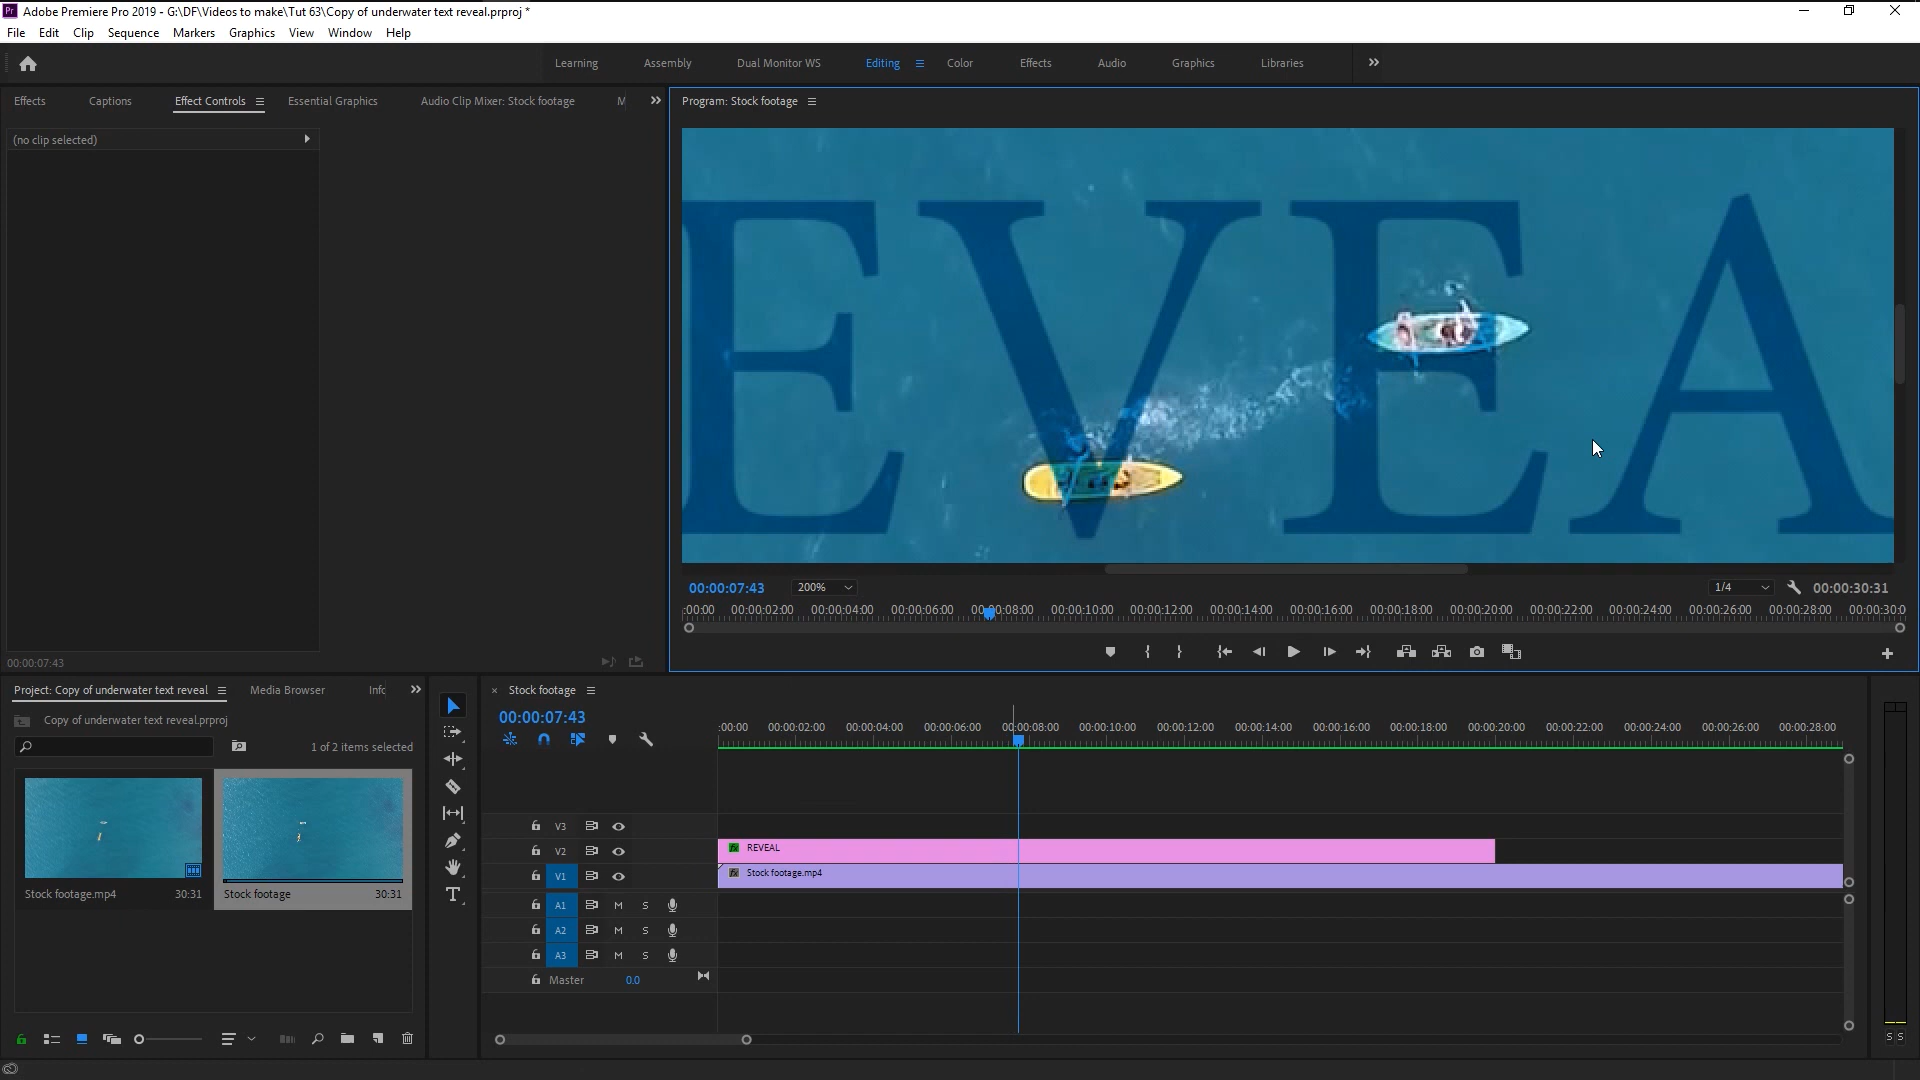 Pr Adobe Premiere Pro 2019 - G:\DF\Videos to make\Tut 63\Copy of underwater text reveal.prproj *
File Edit Clip Sequence Markers Graphics View Window Help
Learning Assembly Dual Monitor WS Editing Color Effects Audio Graphics Libraries
Effects Captions Effect Controls Essential Graphics Audio Clip Mixer: Stock footage M
Program: Stock footage
(no clip selected)
EVEA
00:00:07:43 200% 1/4 00:00:30:31
:00:00 00:00:02:00 00:00:04:00 00:00:06:00 00:00:08:00 00:00:10:00 00:00:12:00 00:00:14:00 00:00:16:00 00:00:18:00 00:00:20:00 00:00:22:00 00:00:24:00 00:00:26:00 00:00:28:00 00:00:30:0
00:00:07:43
Project: Copy of underwater text reveal Media Browser Info
Copy of underwater text reveal.prproj
1 of 2 items selected
Stock footage.mp4 30:31
Stock footage 30:31
Stock footage
00:00:07:43
:00:00 00:00:02:00 00:00:04:00 00:00:06:00 00:00:08:00 00:00:10:00 00:00:12:00 00:00:14:00 00:00:16:00 00:00:18:00 00:00:20:00 00:00:22:00 00:00:24:00 00:00:26:00 00:00:28:00
V3
V2 fx REVEAL
V1 fx Stock footage.mp4
A1 M S
A2 M S
A3 M S
Master 0.0
S S